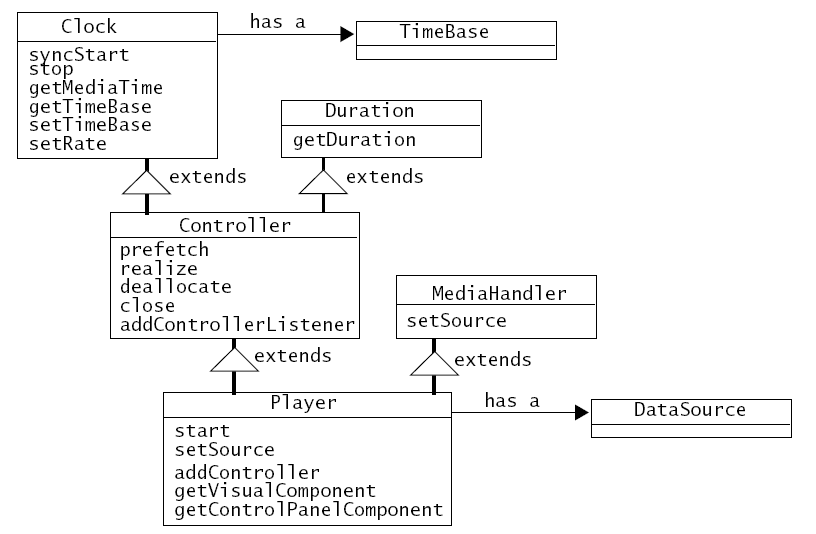 Clock
has a
TimeBase
syncStart
stop
getMediaTime
getTimeBase
setTimeBase
setRate
Duration
getDuration
extends
extends
Controller
prefetch
realize
deallocate
close
addControllerListener
MediaHandler
setSource
extends
extends
Player
has a
DataSource
start
setSource
addController
getVisualComponent
getControlPanelComponent